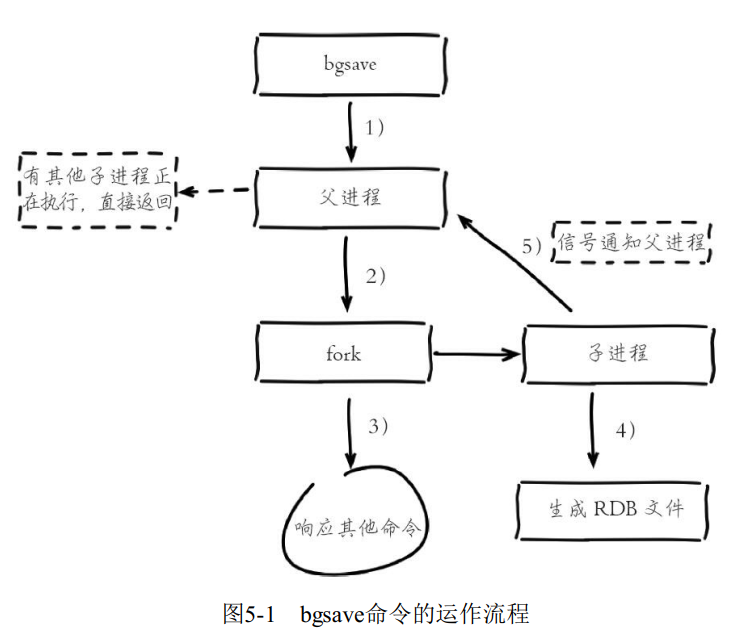 bgsave
1)
有其他子进程正
在执行，直接返回
父进程
5)
信号通知父进程
2)
fork
子进程
3)
4)
响应其他命令
生成 RDB 文件
图5-1 bgsave命令的运作流程